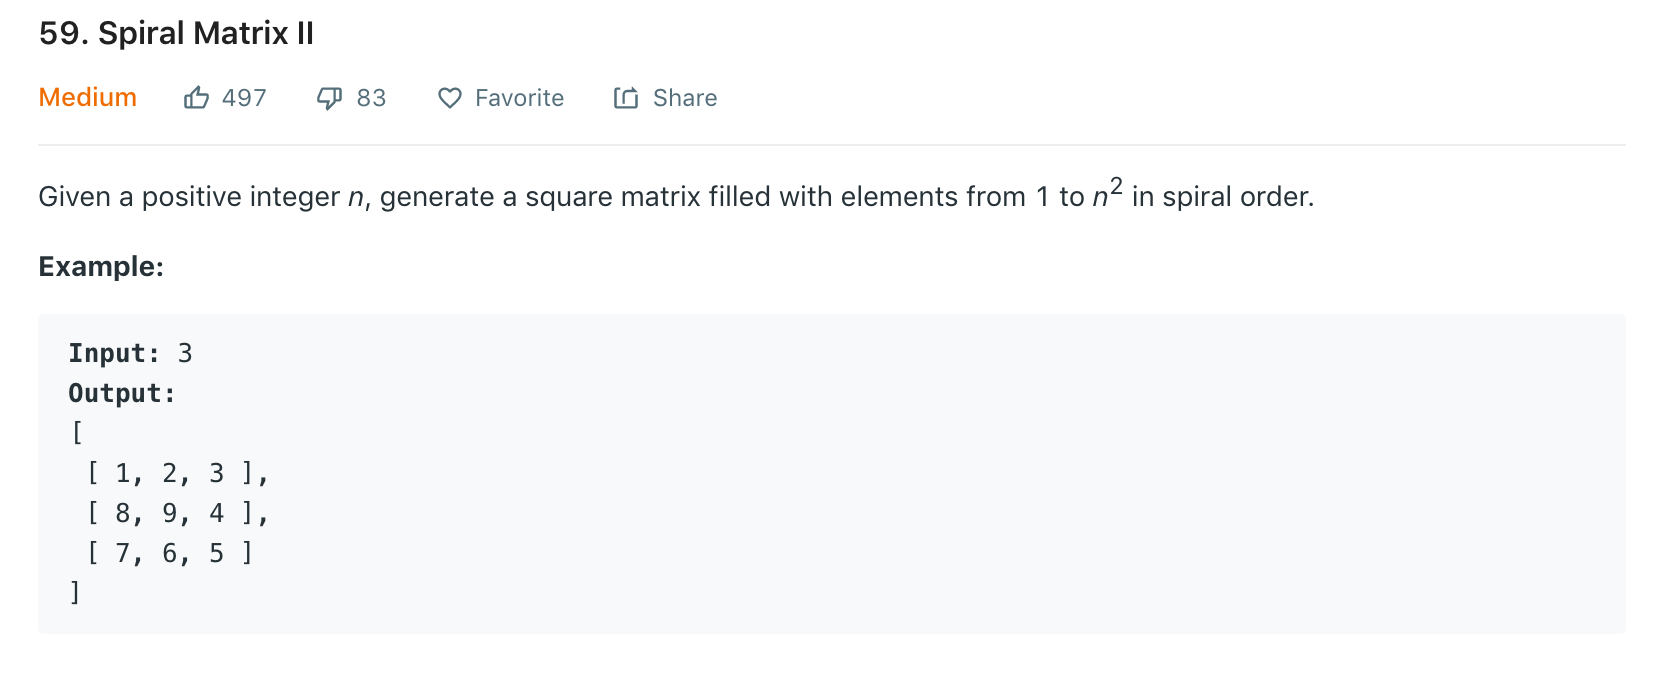 59. Spiral Matrix II
Medium 497 83 Favorite Share
Given a positive integer n, generate a square matrix filled with elements from 1 to n² in spiral order.
Example:
Input: 3
Output:
[
[ 1, 2, 3 ],
[ 8, 9, 4 ],
[ 7, 6, 5 ]
]